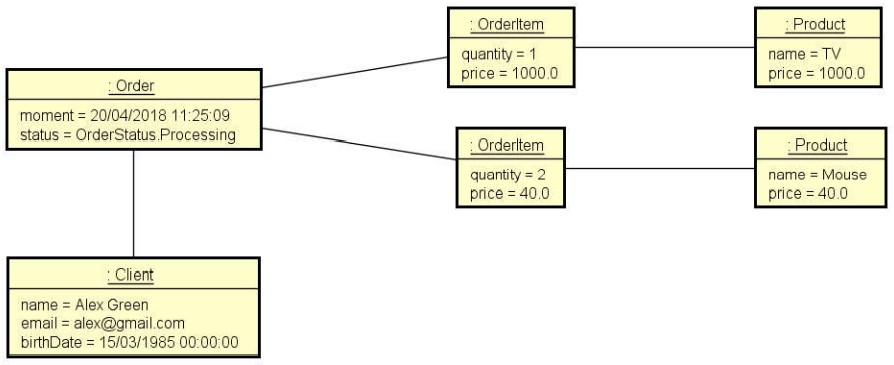 : Order
moment = 20/04/2018 11:25:09
status = OrderStatus.Processing
: OrderItem
quantity = 1
price = 1000.0
: Product
name = TV
price = 1000.0
: OrderItem
quantity = 2
price = 40.0
: Product
name = Mouse
price = 40.0
: Client
name = Alex Green
email = alex@gmail.com
birthDate = 15/03/1985 00:00:00